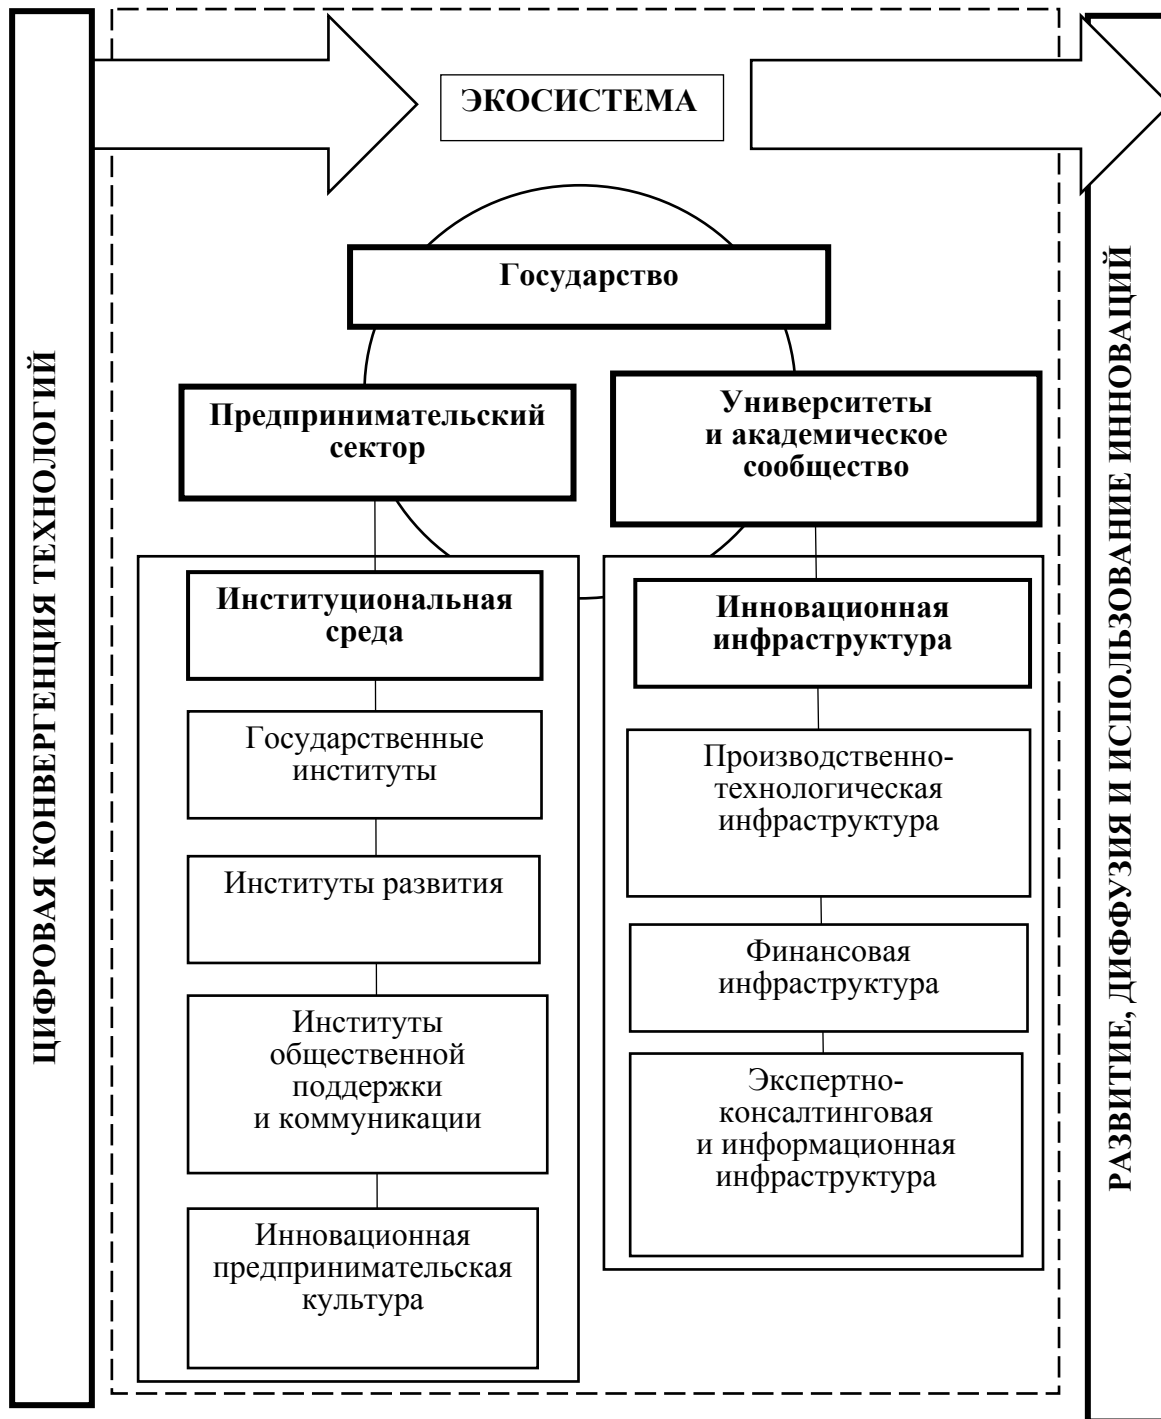 ЦИФРОВАЯ КОНВЕРГЕНЦИЯ ТЕХНОЛОГИЙ
ЭКОСИСТЕМА
Государство
Предпринимательский
сектор
Университеты
и академическое
сообщество
Институциональная
среда
Государственные
институты
Институты развития
Институты
общественной
поддержки
и коммуникации
Инновационная
предпринимательская
культура
Инновационная
инфраструктура
Производственно-
технологическая
инфраструктура
Финансовая
инфраструктура
Экспертно-
консалтинговая
и информационная
инфраструктура
РАЗВИТИЕ, ДИФФУЗИЯ И ИСПОЛЬЗОВАНИЕ ИННОВАЦИЙ